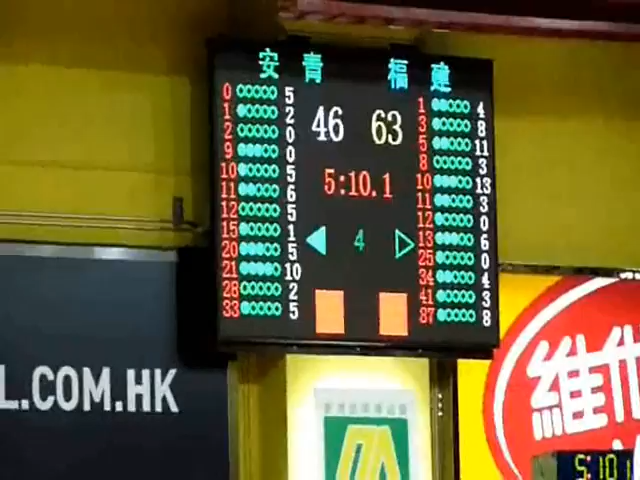 安青 福建
46 63
5:10.1
4
0 5 1 4
1 2 3 8
2 0 5 11
9 0 8 3
10 5 10 13
11 6 11 3
12 5 12 0
15 1 13 6
20 5 25 0
21 10 34 4
28 2 41 3
33 5 87 8
L.COM.HK
維他
5:10.1